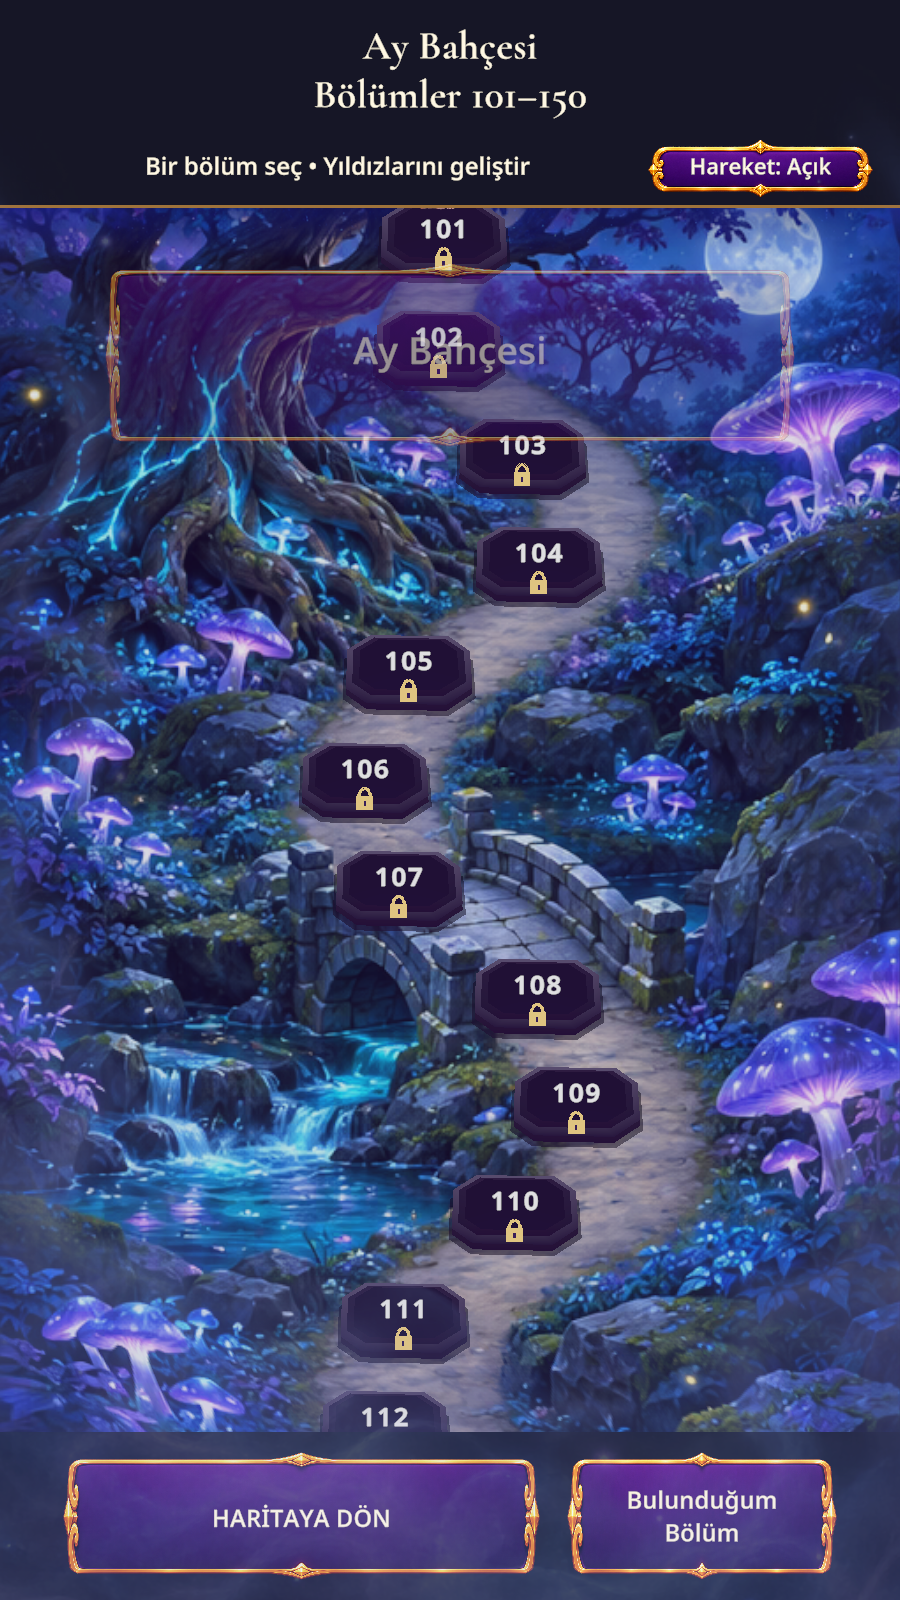 Ay Bahçesi
Bölümler 101–150
Bir bölüm seç • Yıldızlarını geliştir
Hareket: Açık
101
102
Ay Bahçesi
103
104
105
106
107
108
109
110
111
112
HARİTAYA DÖN
Bulunduğum
Bölüm